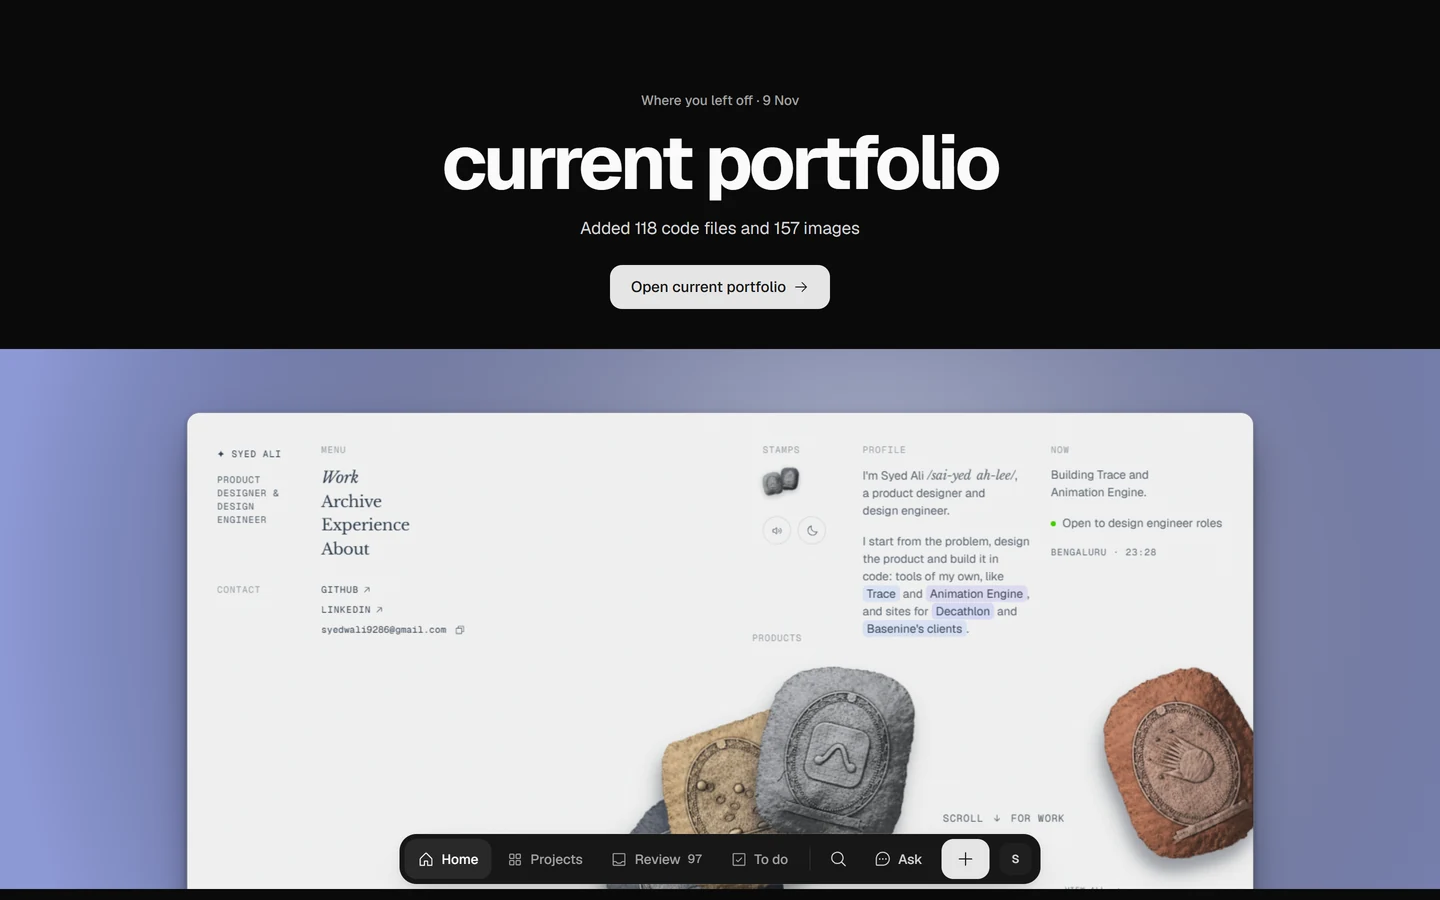 Where you left off · 9 Nov
current portfolio
Added 118 code files and 157 images
Open current portfolio →
✦ SYED ALI
PRODUCT
DESIGNER &
DESIGN
ENGINEER
MENU
Work
Archive
Experience
About
CONTACT
GITHUB ↗
LINKEDIN ↗
syedwali9286@gmail.com
STAMPS
PROFILE
I'm Syed Ali /sai-yed ah-lee/,
a product designer and
design engineer.
I start from the problem, design
the product and build it in
code: tools of my own, like
Trace and Animation Engine,
and sites for Decathlon and
Basenine's clients.
NOW
Building Trace and
Animation Engine.
Open to design engineer roles
BENGALURU · 23:28
PRODUCTS
SCROLL ↓ FOR WORK
Home
Projects
Review 97
To do
Ask
S